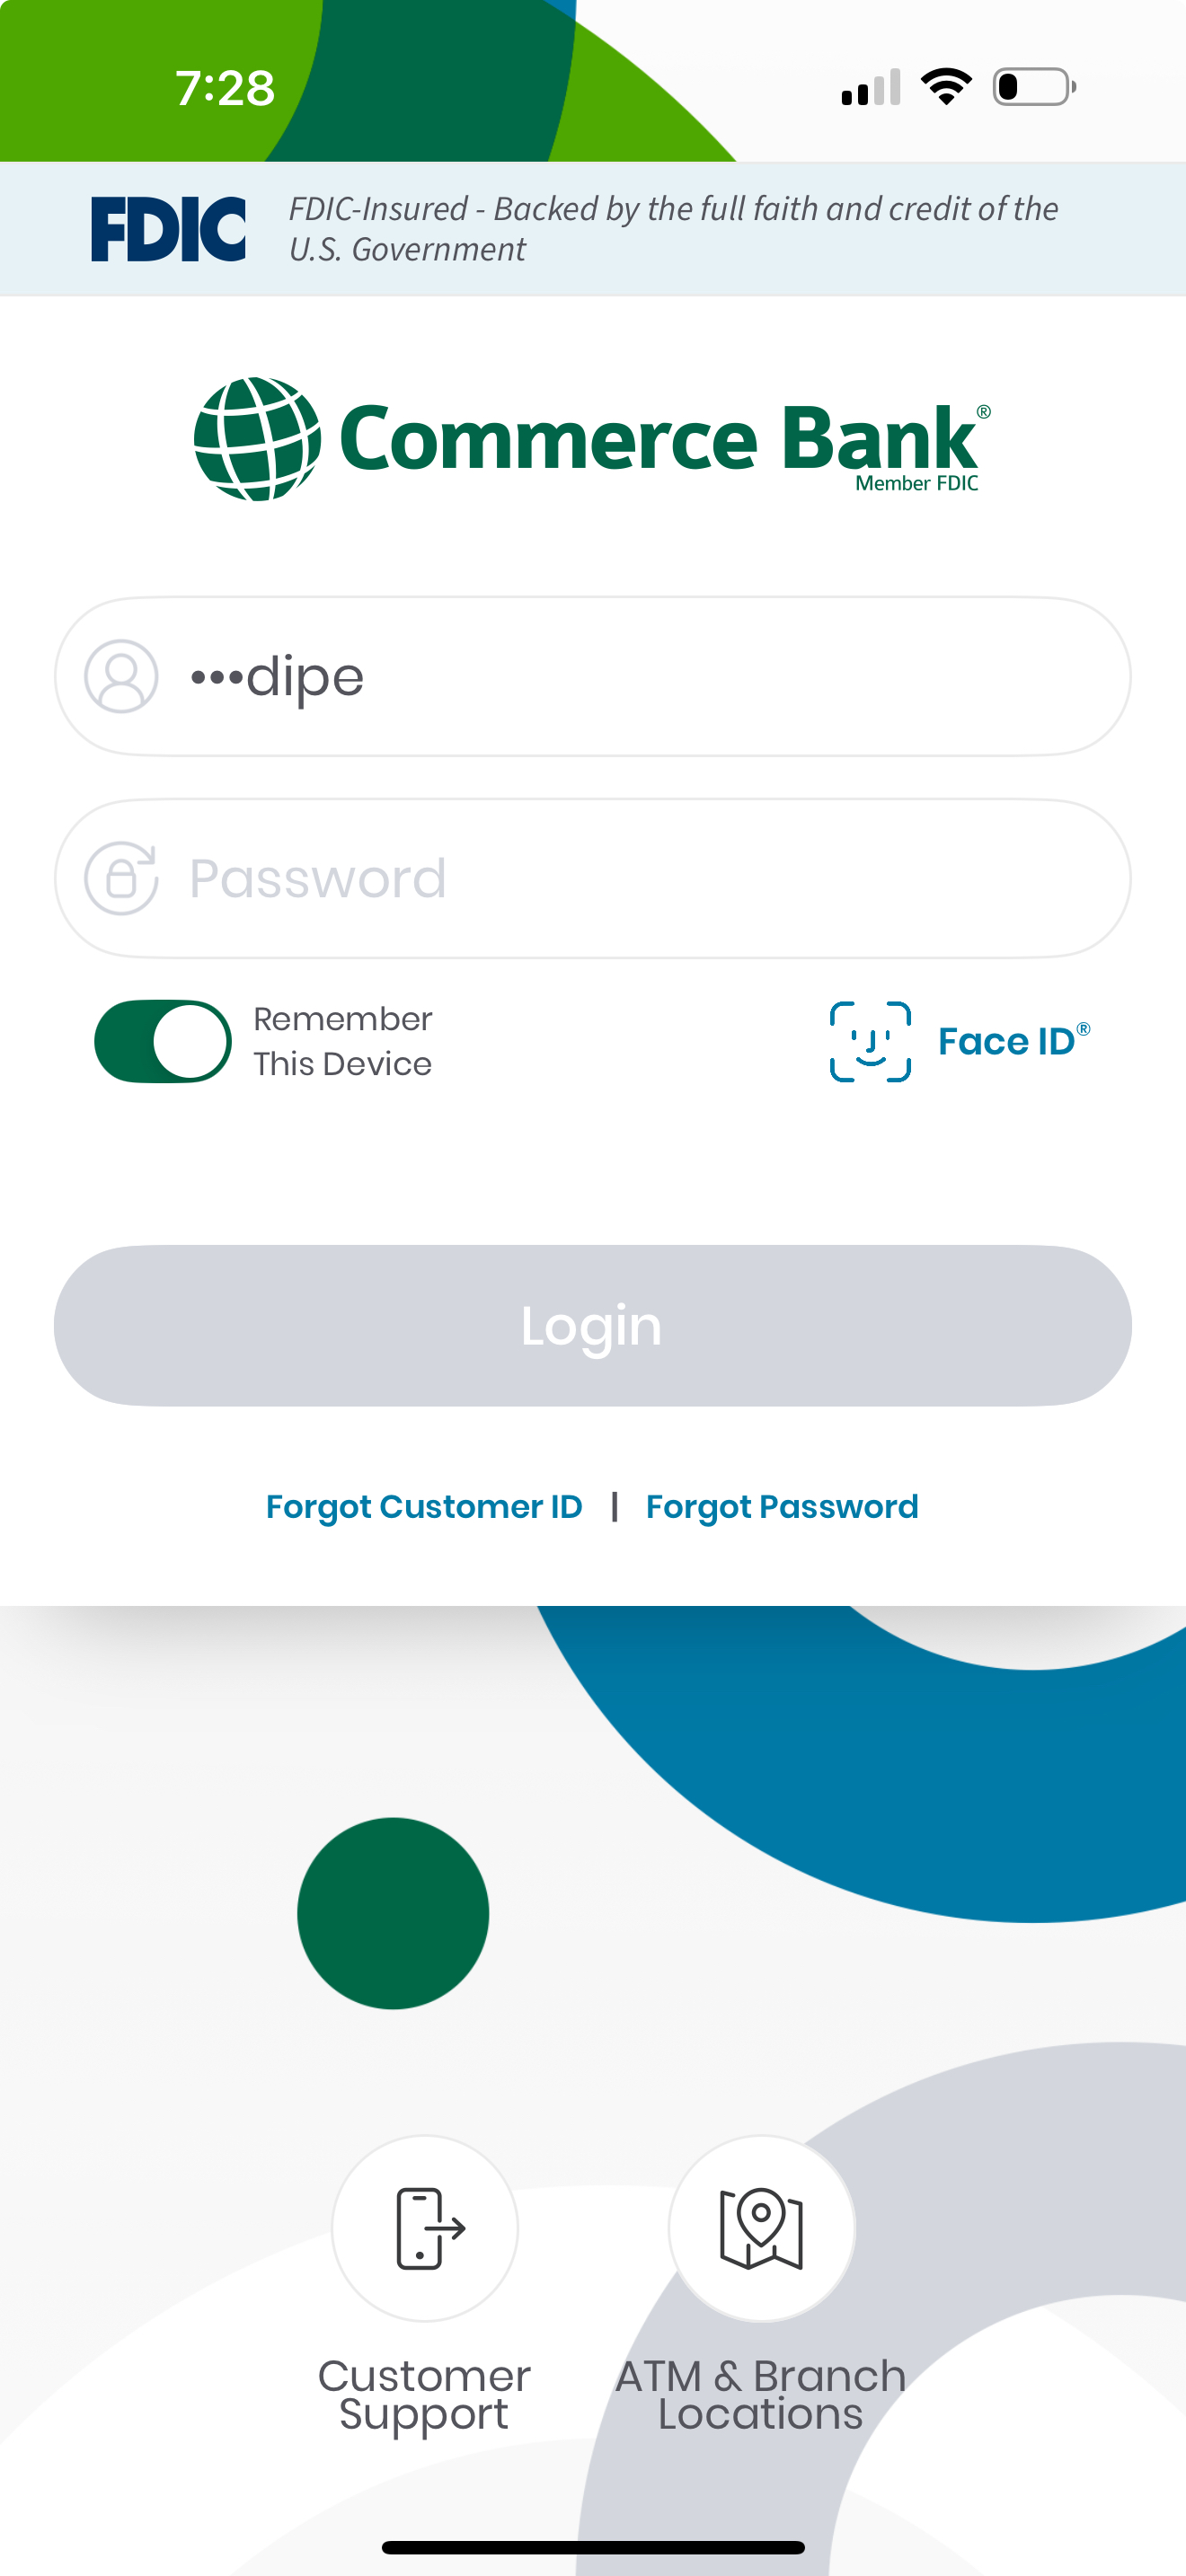 7:28
FDIC
FDIC-Insured - Backed by the full faith and credit of the
U.S. Government
Commerce Bank®
Member FDIC
•••dipe
Password
Remember
This Device
Face ID®
Login
Forgot Customer ID | Forgot Password
Customer
Support
ATM & Branch
Locations